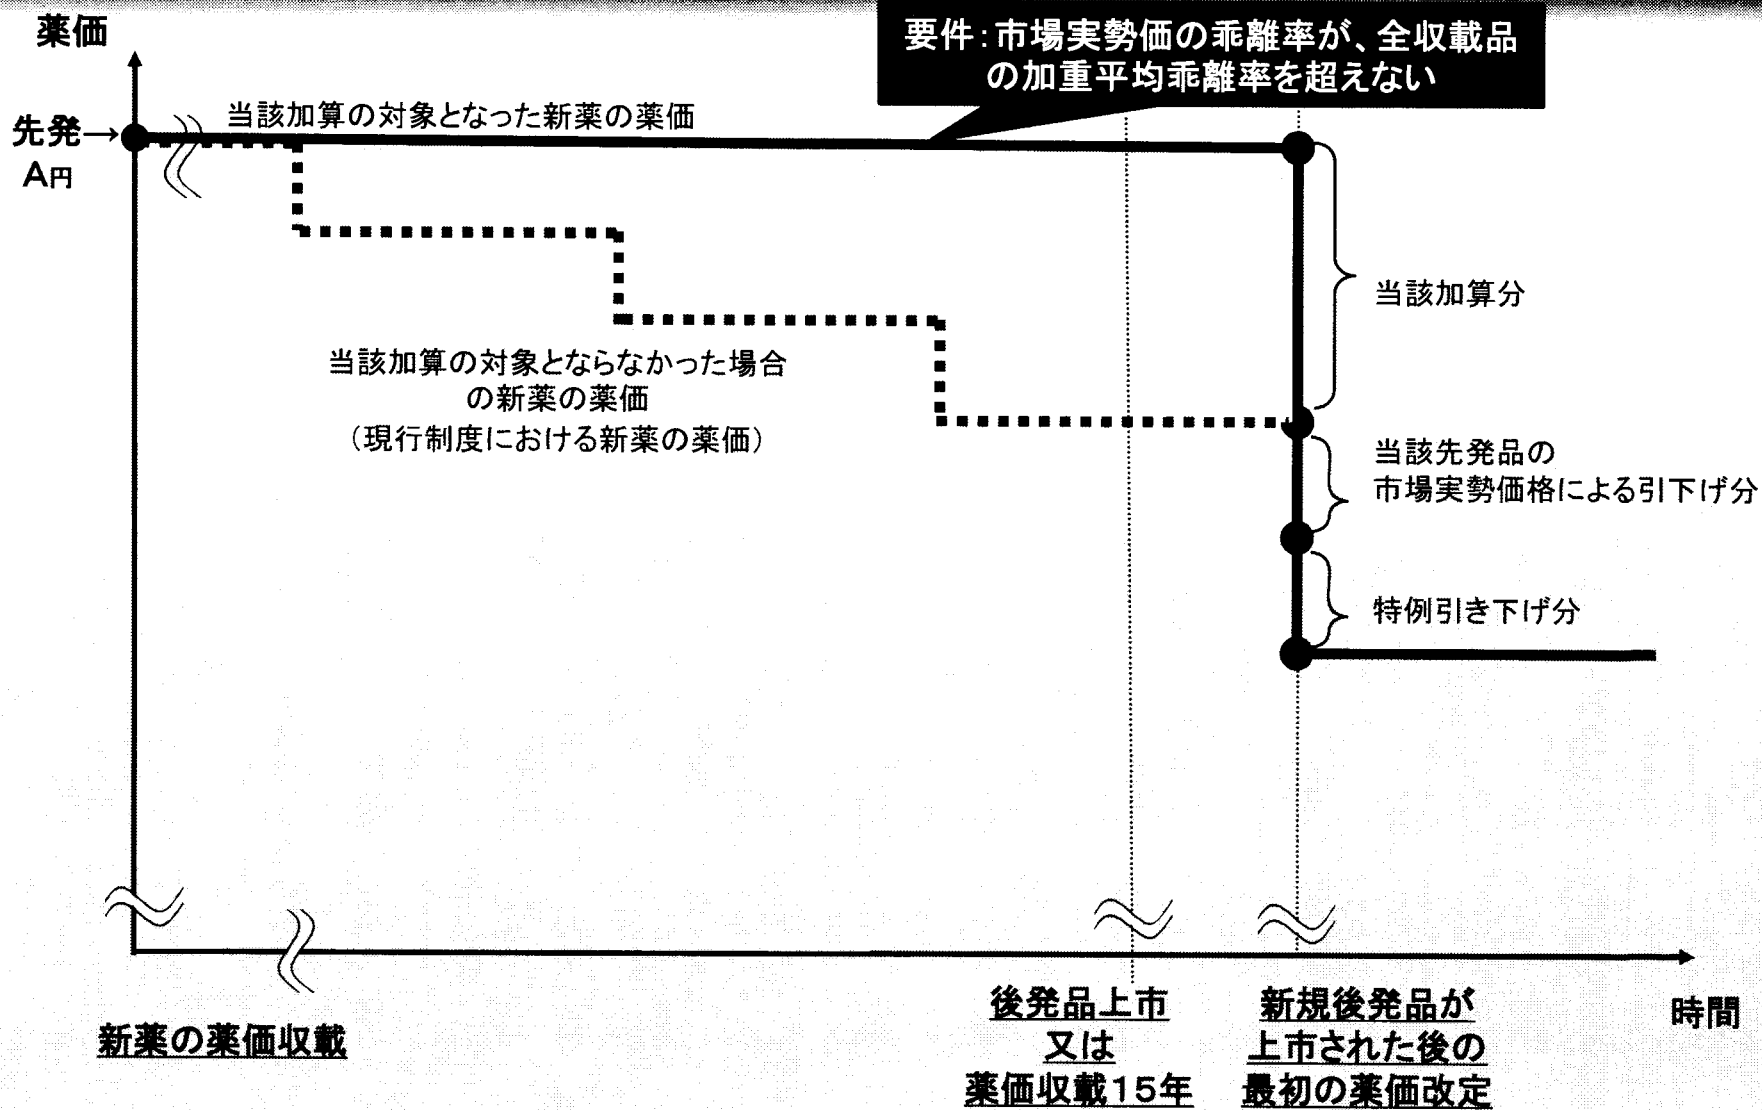 薬価
要件：市場実勢価の乖離率が、全収載品
の加重平均乖離率を超えない
先発→
A円
当該加算の対象となった新薬の薬価
当該加算分
当該加算の対象とならなかった場合
の新薬の薬価
（現行制度における新薬の薬価）
当該先発品の
市場実勢価格による引下げ分
特例引き下げ分
新薬の薬価収載
後発品上市
又は
薬価収載15年
新規後発品が
上市された後の
最初の薬価改定
時間